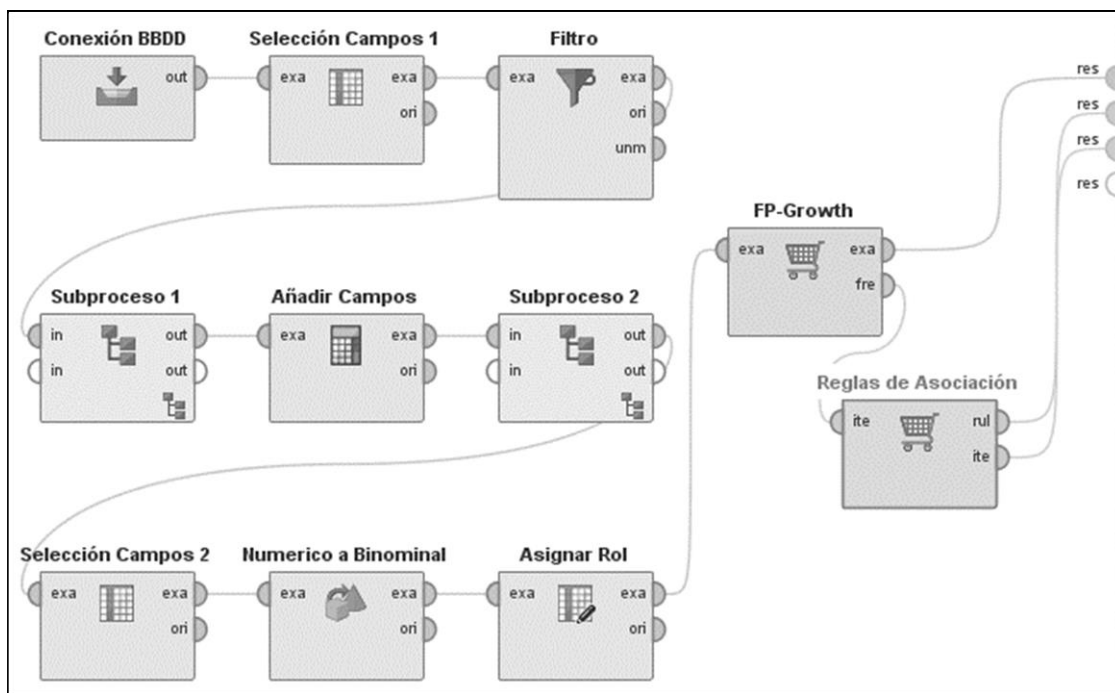 Conexión BBDD
out
Selección Campos 1
exa
exa
ori
Filtro
exa
exa
ori
unm
res
res
res
res
FP-Growth
exa
exa
fre
Subproceso 1
in
out
in
out
Añadir Campos
exa
exa
ori
Subproceso 2
in
out
in
out
Reglas de Asociación
ite
rul
ite
Selección Campos 2
exa
exa
ori
Numerico a Binominal
exa
exa
ori
Asignar Rol
exa
exa
ori